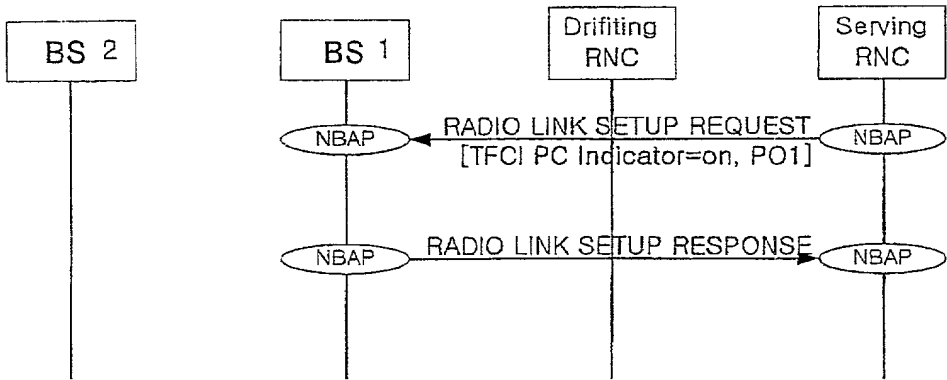 BS 2
BS 1
Drifiting
RNC
Serving
RNC
NBAP
RADIO LINK SETUP REQUEST
[TFCI PC Indicator=on, PO1]
NBAP
NBAP
RADIO LINK SETUP RESPONSE
NBAP